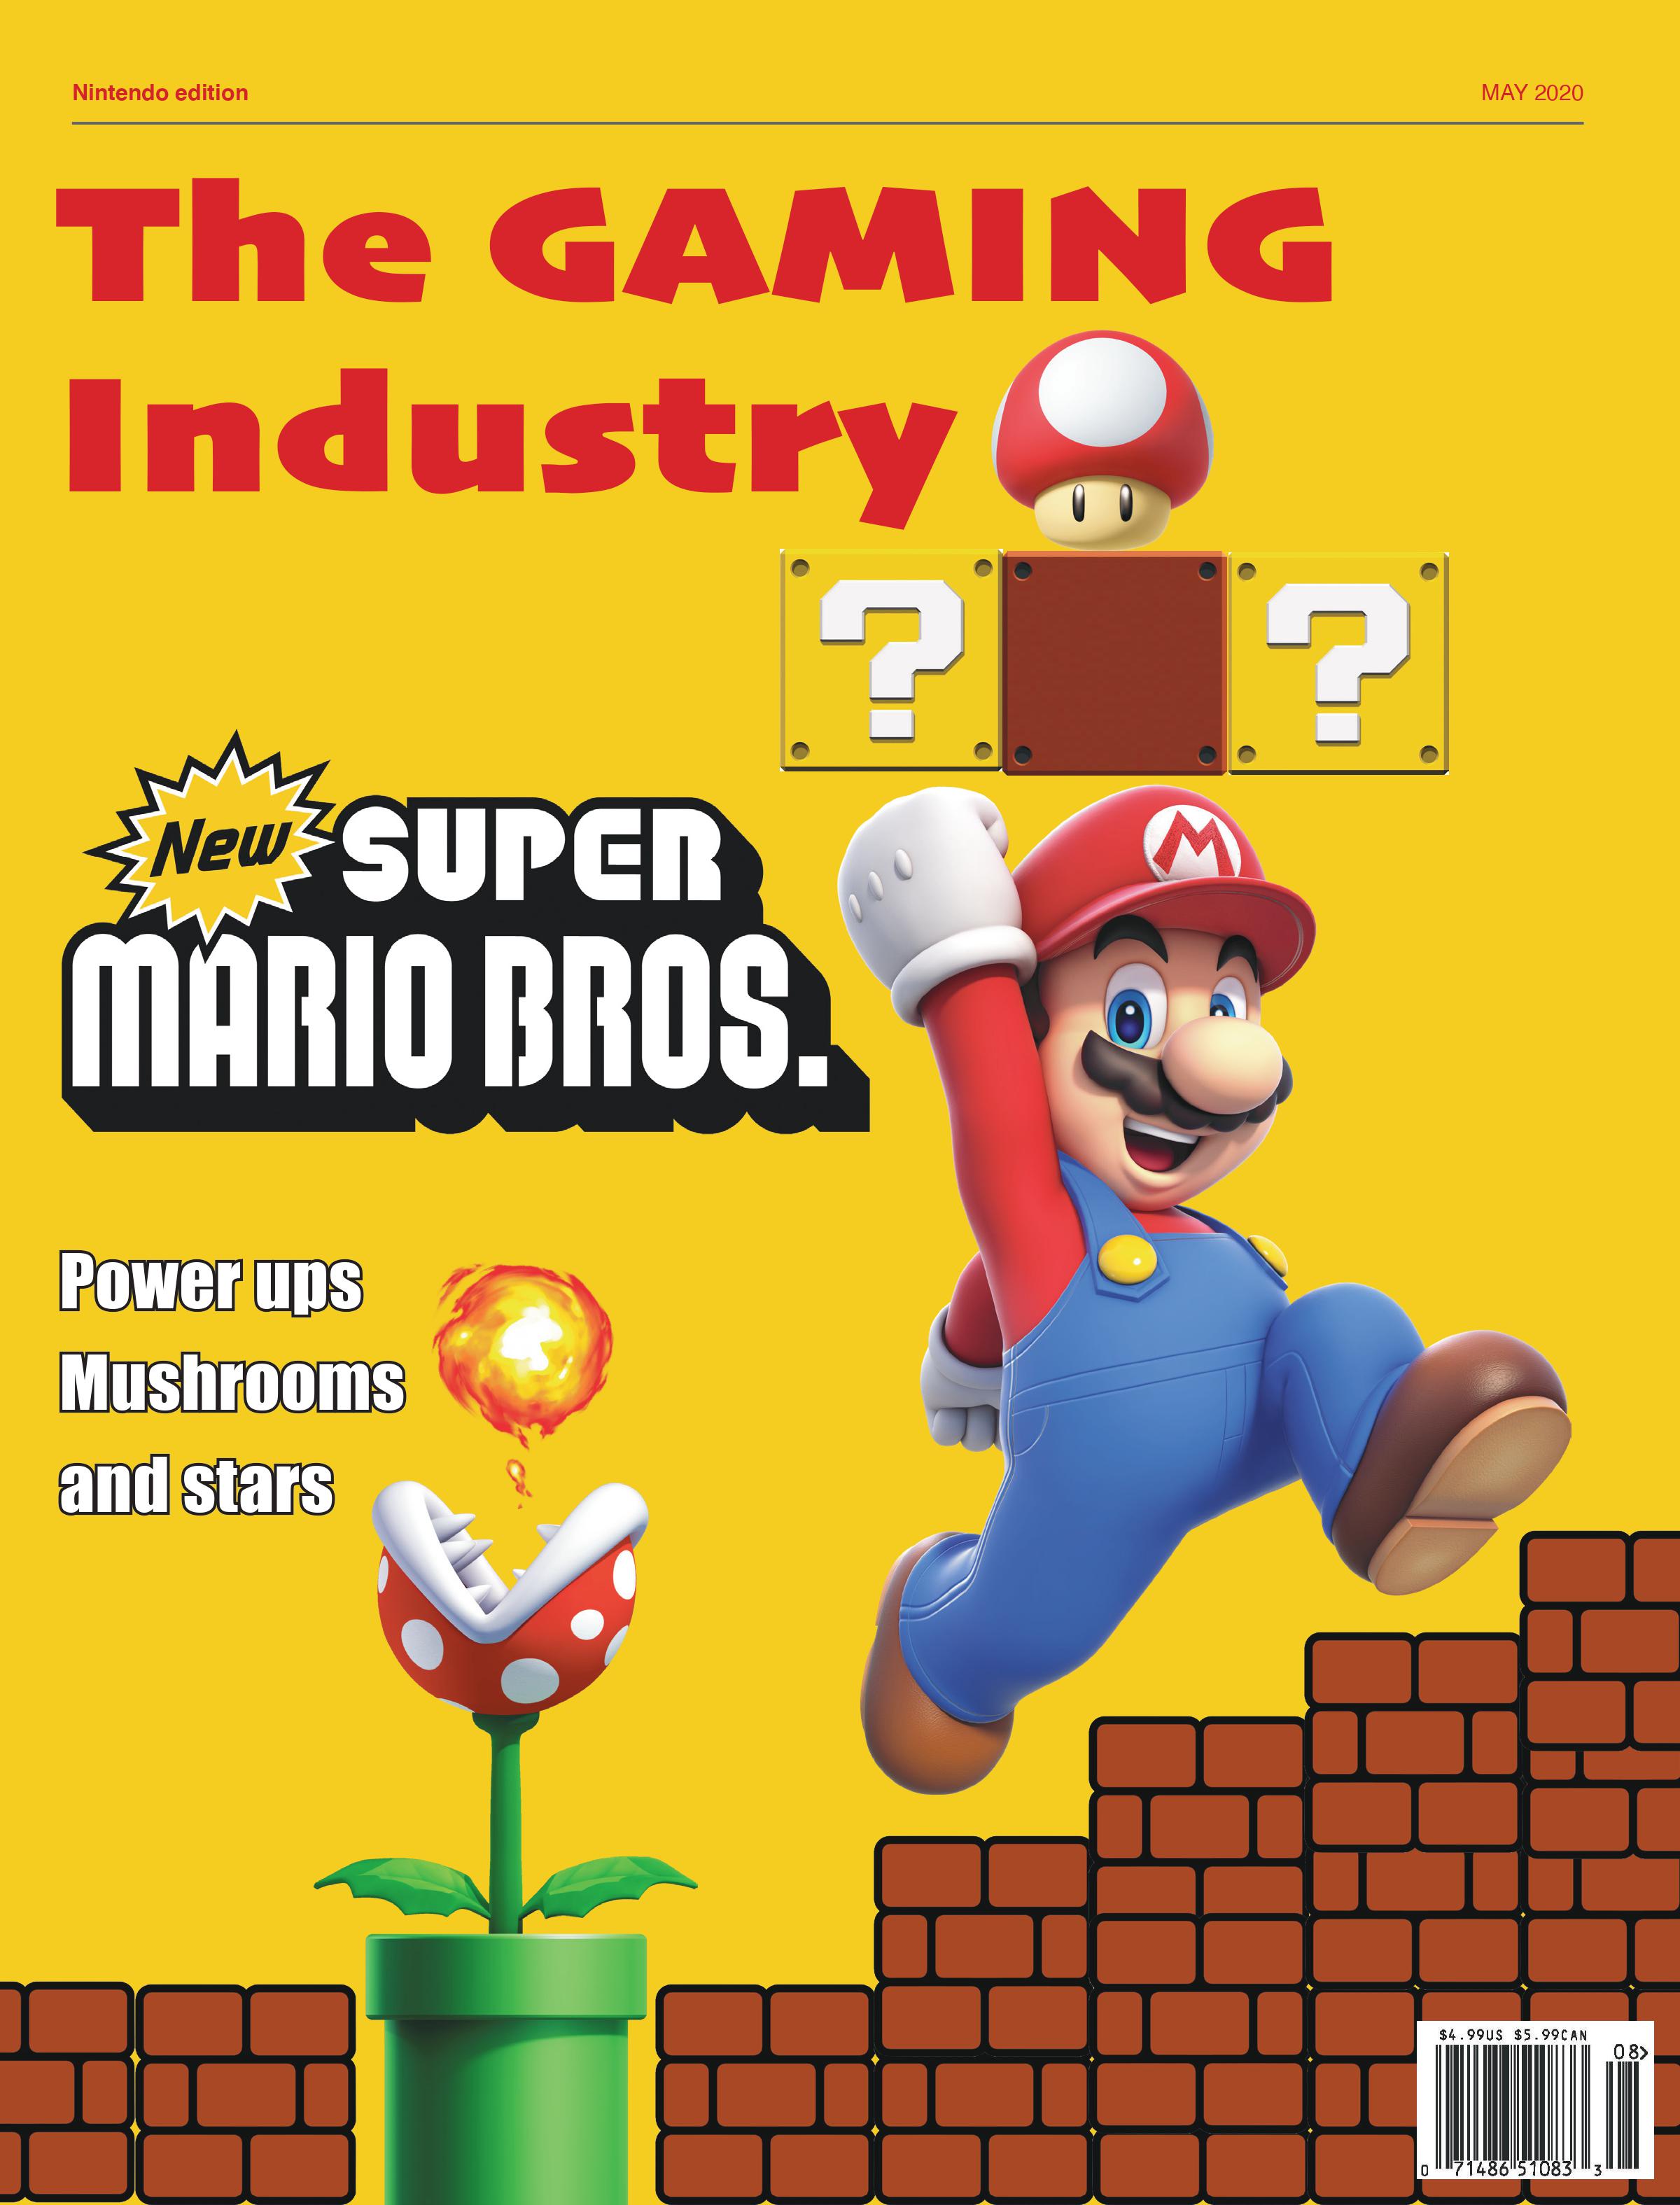 Nintendo edition
MAY 2020
The GAMING
Industry
?
?
New SUPER
MARIO BROS.
M
Power ups
Mushrooms
and stars
$4.99US $5.99CAN
08>
0 71486 51083 3